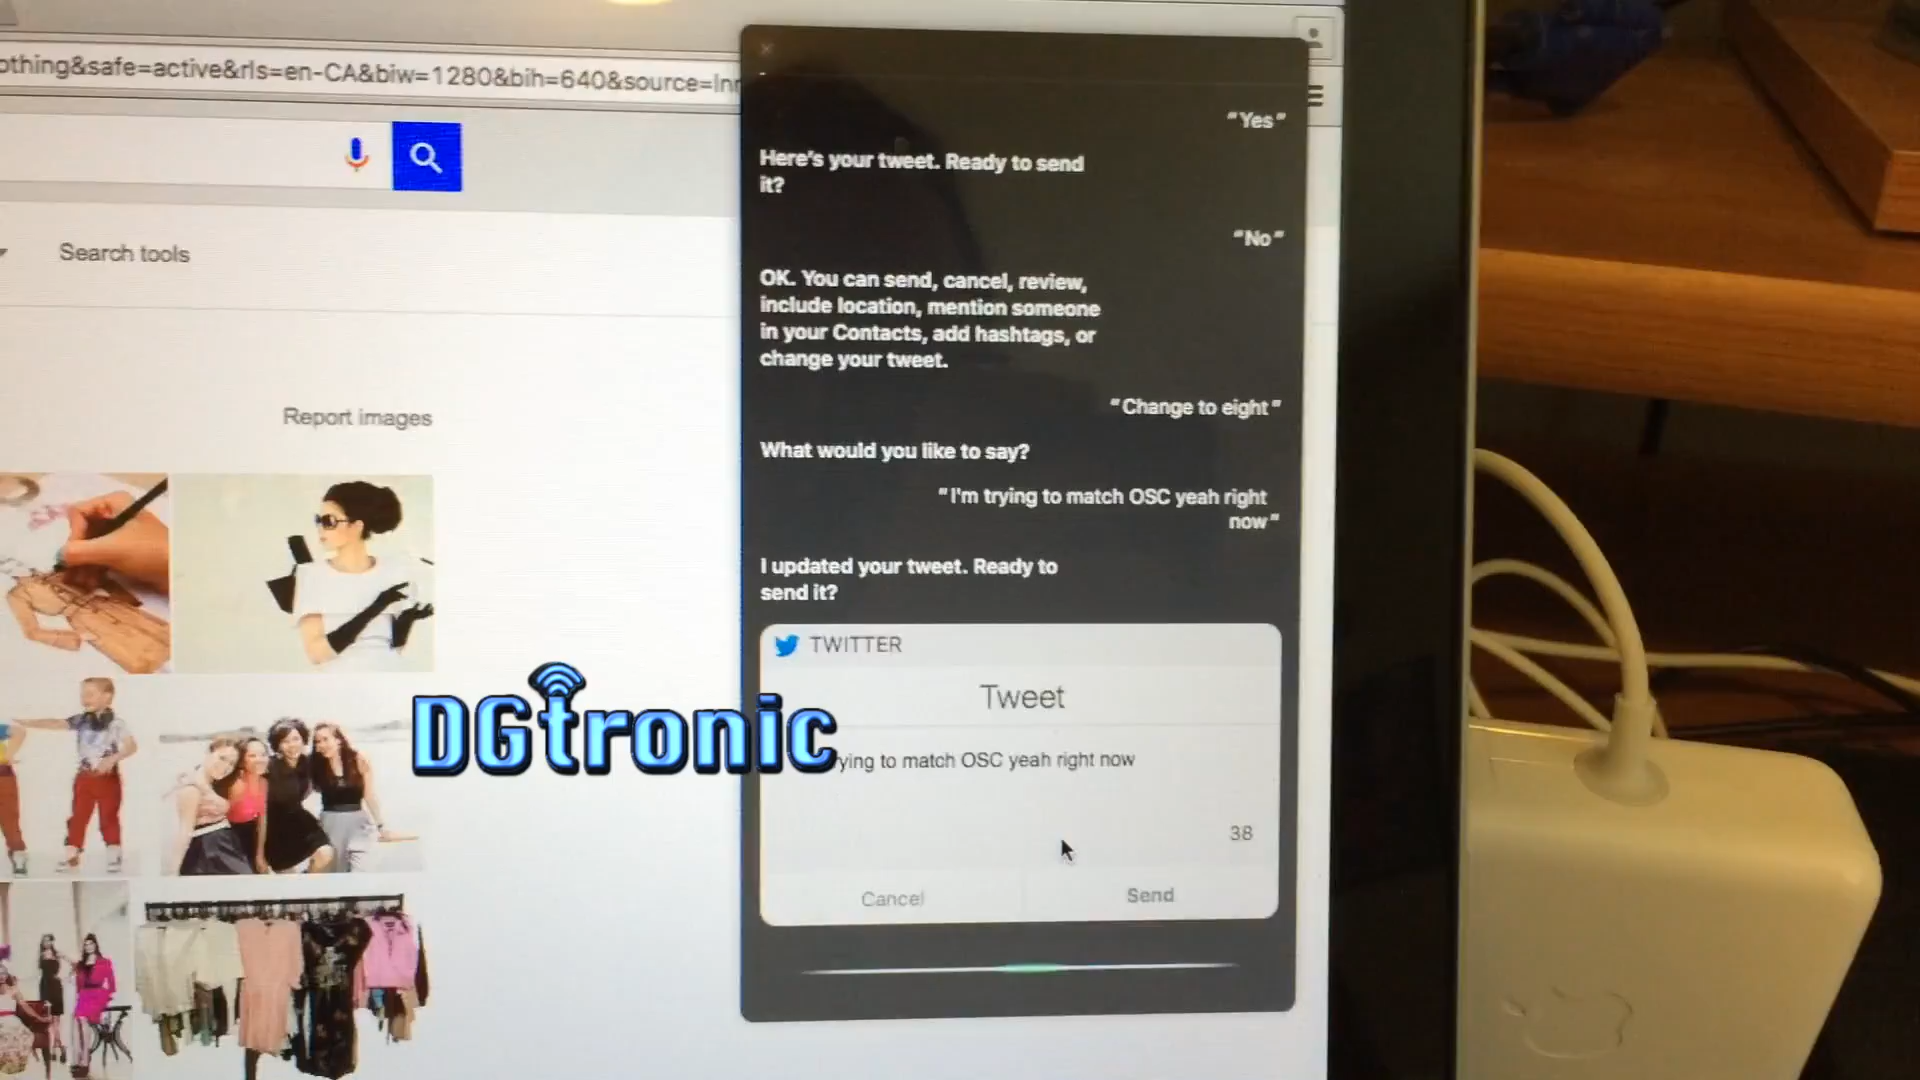 othing&safe=active&rls=en-CA&biw=1280&bih=640&source=lnr
Search tools
Report images
"Yes"
Here's your tweet. Ready to send
it?
"No"
OK. You can send, cancel, review,
include location, mention someone
in your Contacts, add hashtags, or
change your tweet.
"Change to eight"
What would you like to say?
"I'm trying to match OSC yeah right
now"
I updated your tweet. Ready to
send it?
TWITTER
Tweet
DGtronic
ying to match OSC yeah right now
38
Cancel
Send